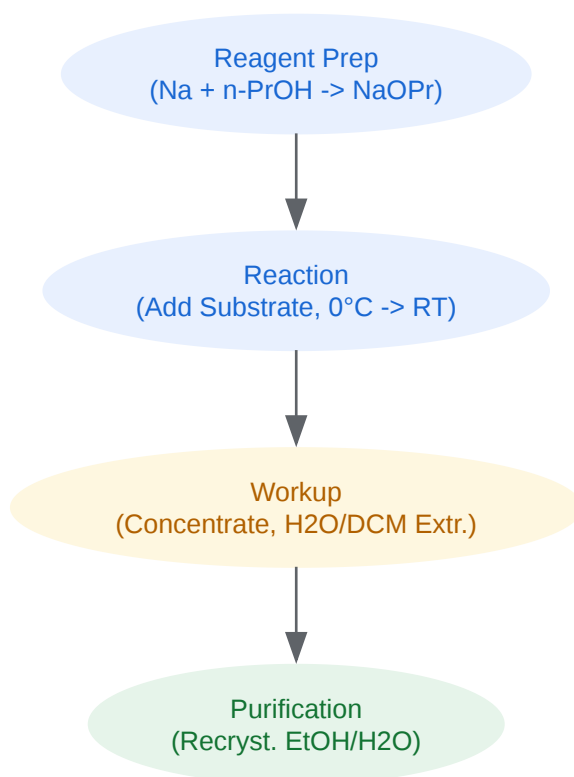 Reagent Prep
(Na + n-PrOH -> NaOPr)
Reaction
(Add Substrate, 0°C -> RT)
Workup
(Concentrate, H2O/DCM Extr.)
Purification
(Recryst. EtOH/H2O)